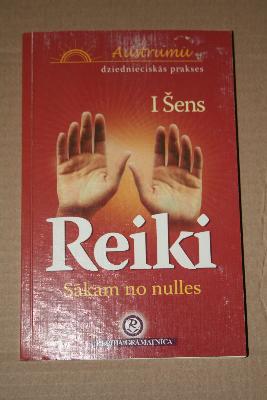 Austrumu
dziednieciskās prakses
I Šens
Reiki
Sākam no nulles